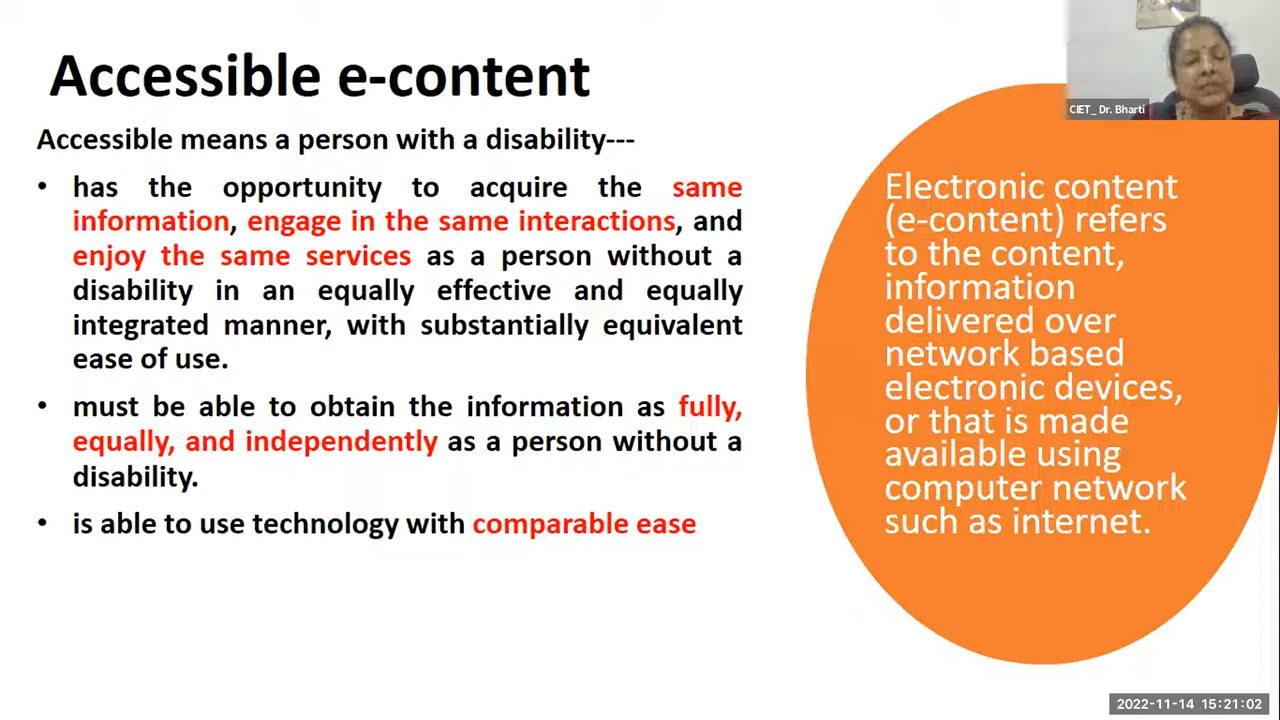 Accessible e-content
Accessible means a person with a disability---
• has the opportunity to acquire the same
information, engage in the same interactions, and
enjoy the same services as a person without a
disability in an equally effective and equally
integrated manner, with substantially equivalent
ease of use.
• must be able to obtain the information as fully,
equally, and independently as a person without a
disability.
• is able to use technology with comparable ease
CIET_ Dr. Bharti
Electronic content
(e-content) refers
to the content,
information
delivered over
network based
electronic devices,
or that is made
available using
computer network
such as internet.
2022-11-14 15:21:02